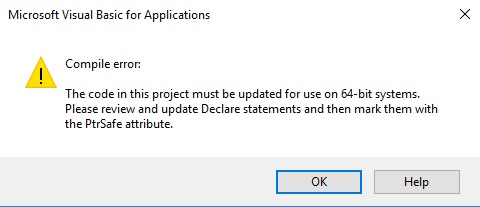 Microsoft Visual Basic for Applications
Compile error:
The code in this project must be updated for use on 64-bit systems.
Please review and update Declare statements and then mark them with
the PtrSafe attribute.
OK
Help